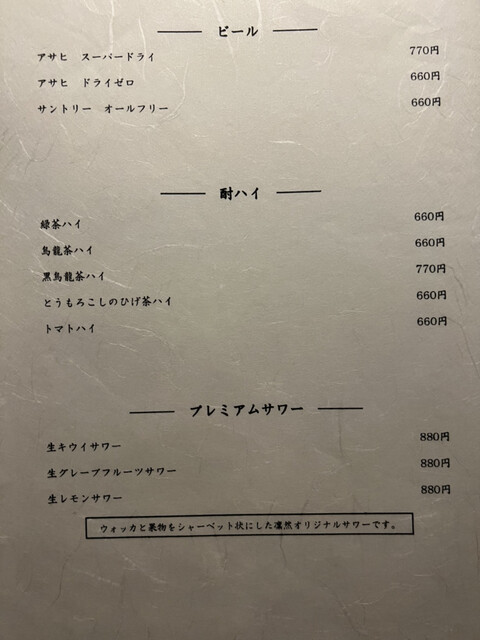 ビール
アサヒ　スーパードライ　770円
アサヒ　ドライゼロ　660円
サントリー　オールフリー　660円
酎ハイ
緑茶ハイ　660円
烏龍茶ハイ　660円
黒烏龍茶ハイ　770円
とうもろこしのひげ茶ハイ　660円
トマトハイ　660円
プレミアムサワー
生キウイサワー　880円
生グレープフルーツサワー　880円
生レモンサワー　880円
ウォッカと果物をシャーベット状にした凛然オリジナルサワーです。